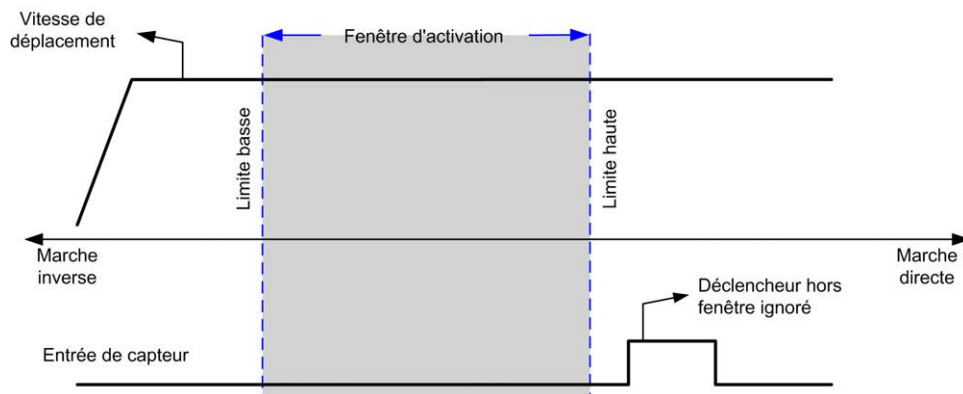 Vitesse de
déplacement
Fenêtre d'activation
Limite basse
Limite haute
Marche
inverse
Marche
directe
Déclencheur hors
fenêtre ignoré
Entrée de capteur